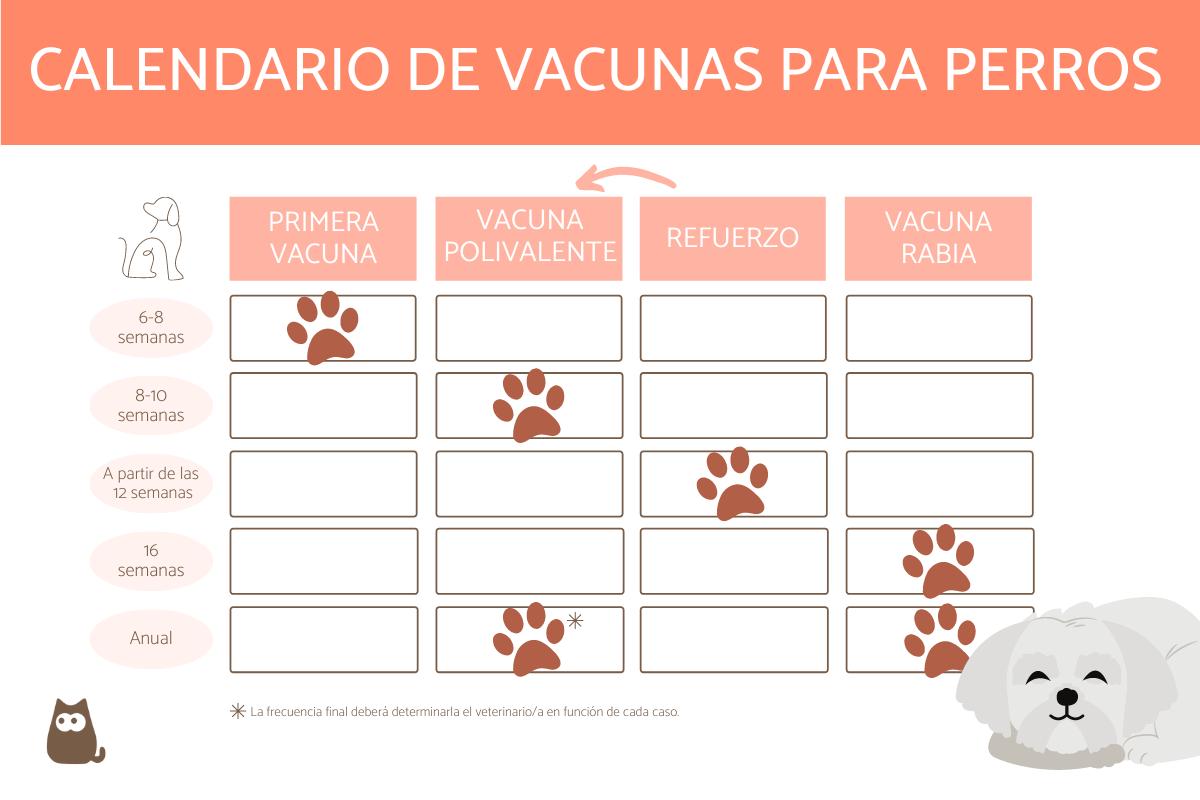 CALENDARIO DE VACUNAS PARA PERROS
PRIMERA
VACUNA
VACUNA
POLIVALENTE
REFUERZO
VACUNA
RABIA
6-8
semanas
8-10
semanas
A partir de las
12 semanas
16
semanas
Anual
*
* La frecuencia final deberá determinarla el veterinario/a en función de cada caso.